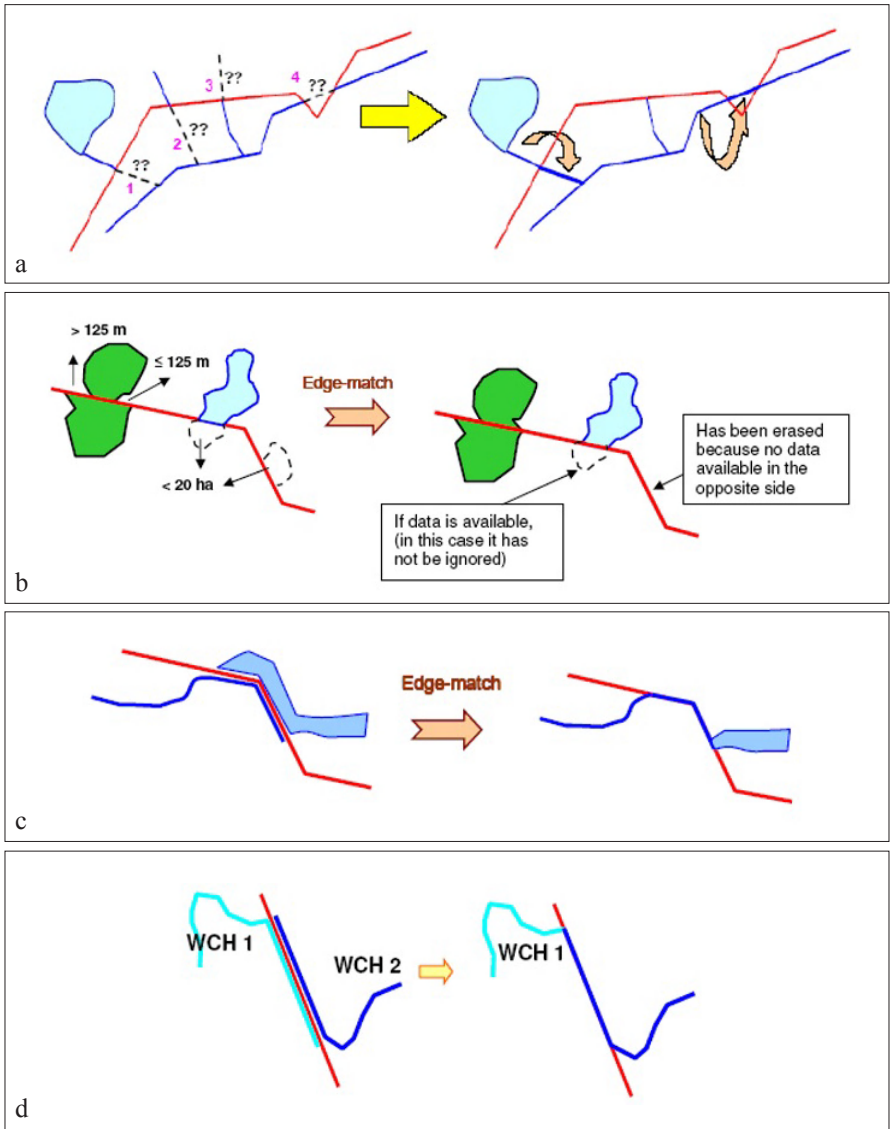 1
??
2
??
3
??
4
??
a
> 125 m
≤ 125 m
< 20 ha
Edge-match
If data is available,
(in this case it has
not be ignored)
Has been erased
because no data
available in the
opposite side
b
Edge-match
c
WCH 1
WCH 2
WCH 1
d